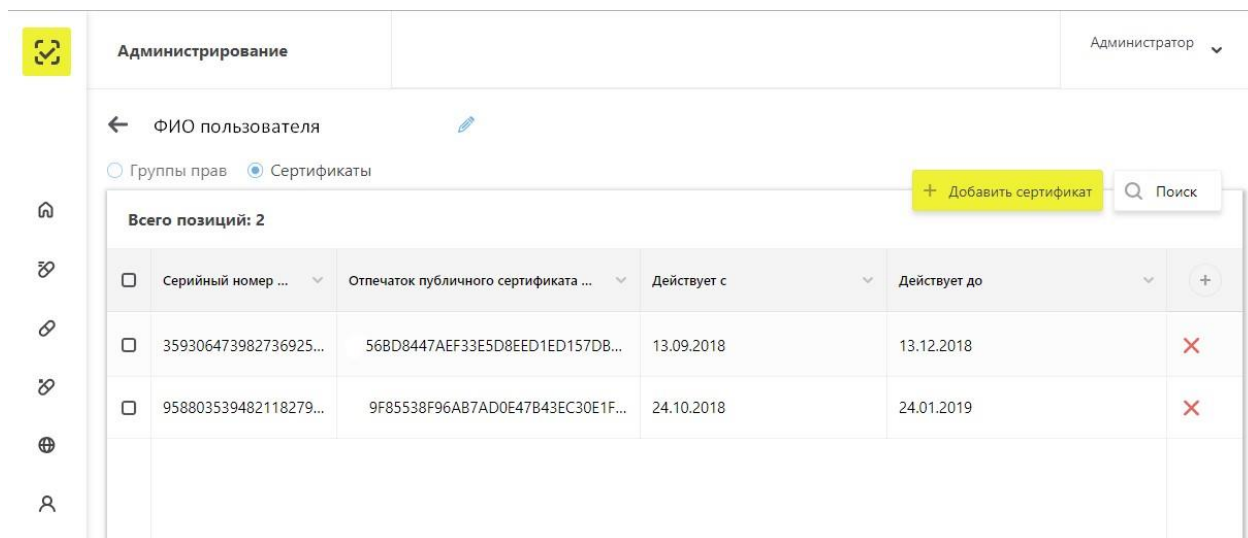 Администрирование
Администратор
ФИО пользователя
Группы прав Сертификаты
+ Добавить сертификат Поиск
Всего позиций: 2
Серийный номер ... Отпечаток публичного сертификата ... Действует с Действует до
359306473982736925... 56BD8447AEF33E5D8EED1ED157DB... 13.09.2018 13.12.2018
958803539482118279... 9F85538F96AB7AD0E47B43EC30E1F... 24.10.2018 24.01.2019